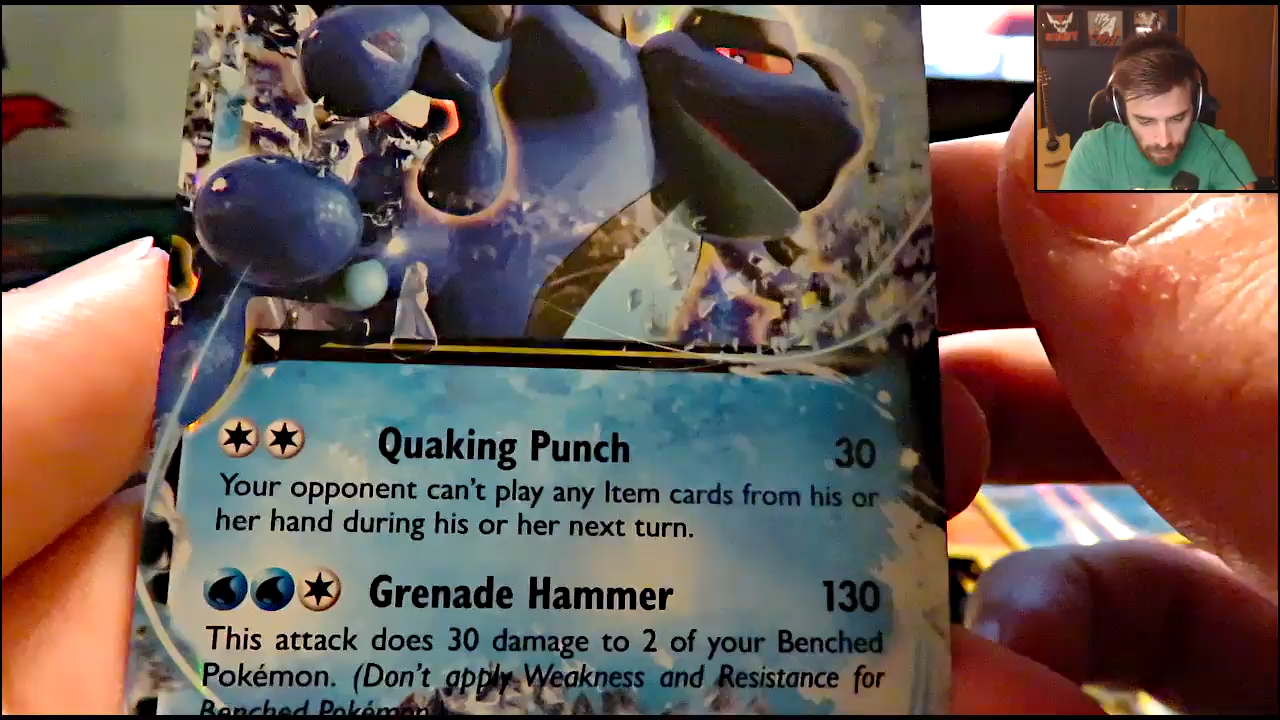 Quaking Punch 30
Your opponent can't play any Item cards from his or
her hand during his or her next turn.
Grenade Hammer 130
This attack does 30 damage to 2 of your Benched
Pokémon. (Don't apply Weakness and Resistance for
Benched Pokémon.)